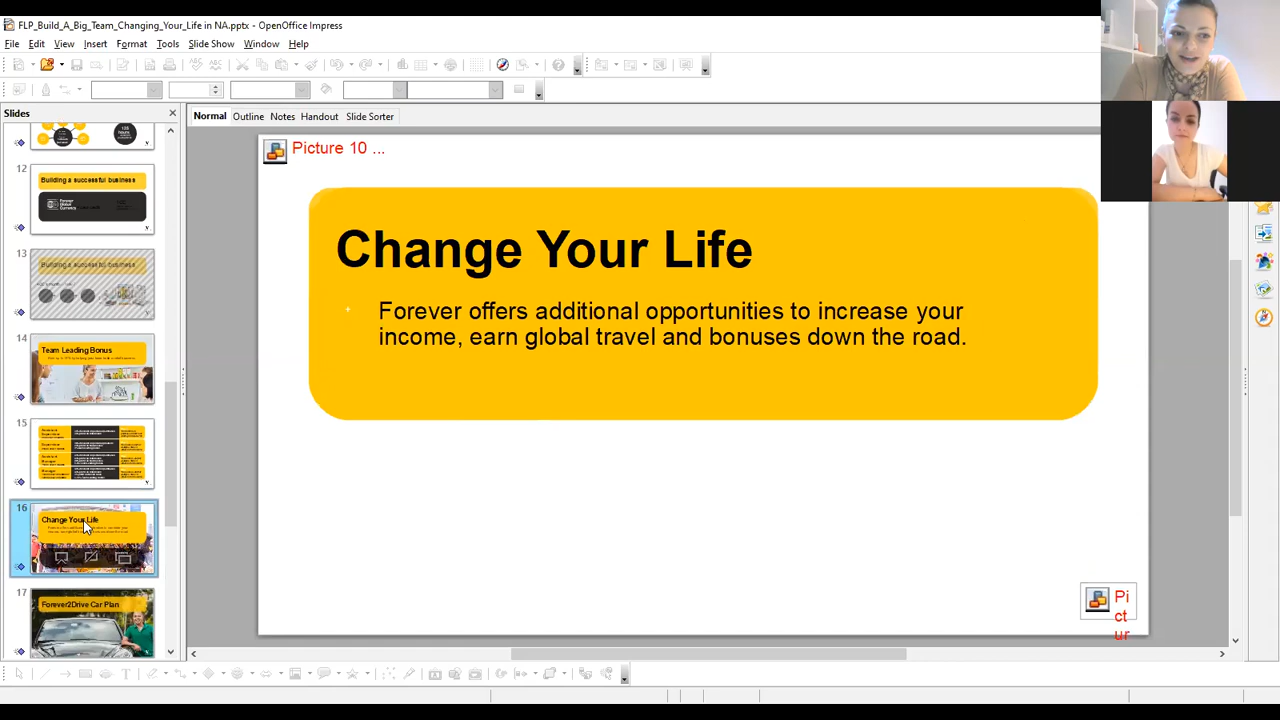 FLP_Build_A_Big_Team_Changing_Your_Life in NA.pptx - OpenOffice Impress
File Edit View Insert Format Tools Slide Show Window Help
Slides
Normal Outline Notes Handout Slide Sorter
Picture 10 ...
Change Your Life
Forever offers additional opportunities to increase your
income, earn global travel and bonuses down the road.
Pi
ct
ur
12
Building a successful business
13
Building a successful business
14
Team Leading Bonus
15
16
Change Your Life
17
Forever2Drive Car Plan